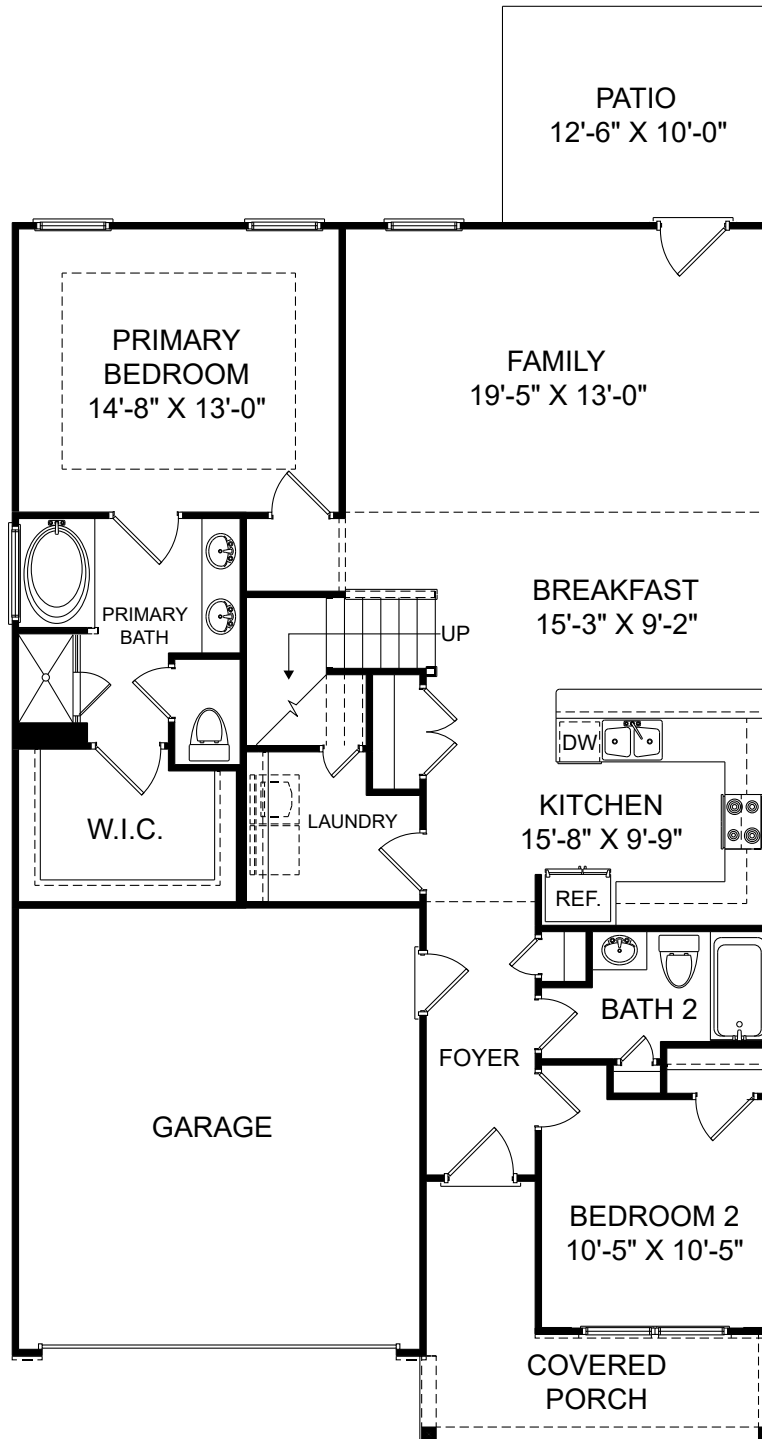 PATIO
12'-6" X 10'-0"
PRIMARY
BEDROOM
14'-8" X 13'-0"
FAMILY
19'-5" X 13'-0"
BREAKFAST
15'-3" X 9'-2"
PRIMARY
BATH
UP
DW
KITCHEN
15'-8" X 9'-9"
W.I.C.
LAUNDRY
REF.
BATH 2
FOYER
GARAGE
BEDROOM 2
10'-5" X 10'-5"
COVERED
PORCH